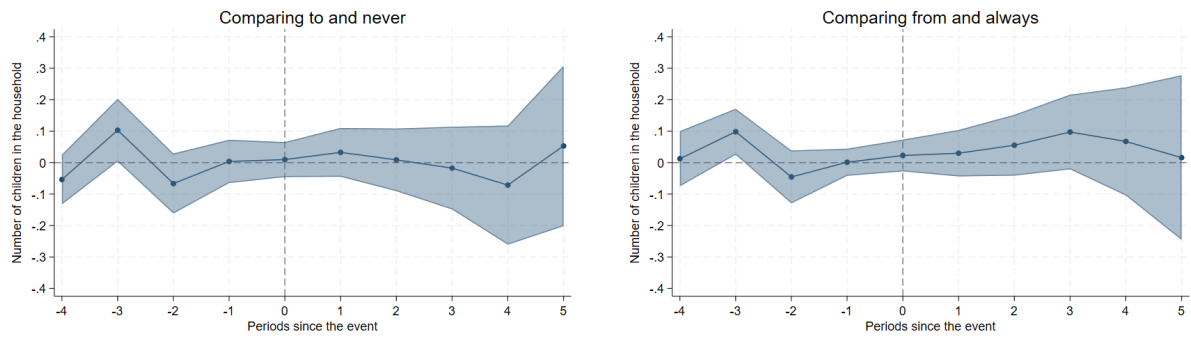 Comparing to and never
Number of children in the household
.4
.3
.2
.1
0
-.1
-.2
-.3
-.4
-4 -3 -2 -1 0 1 2 3 4 5
Periods since the event
Comparing from and always
Number of children in the household
.4
.3
.2
.1
0
-.1
-.2
-.3
-.4
-4 -3 -2 -1 0 1 2 3 4 5
Periods since the event